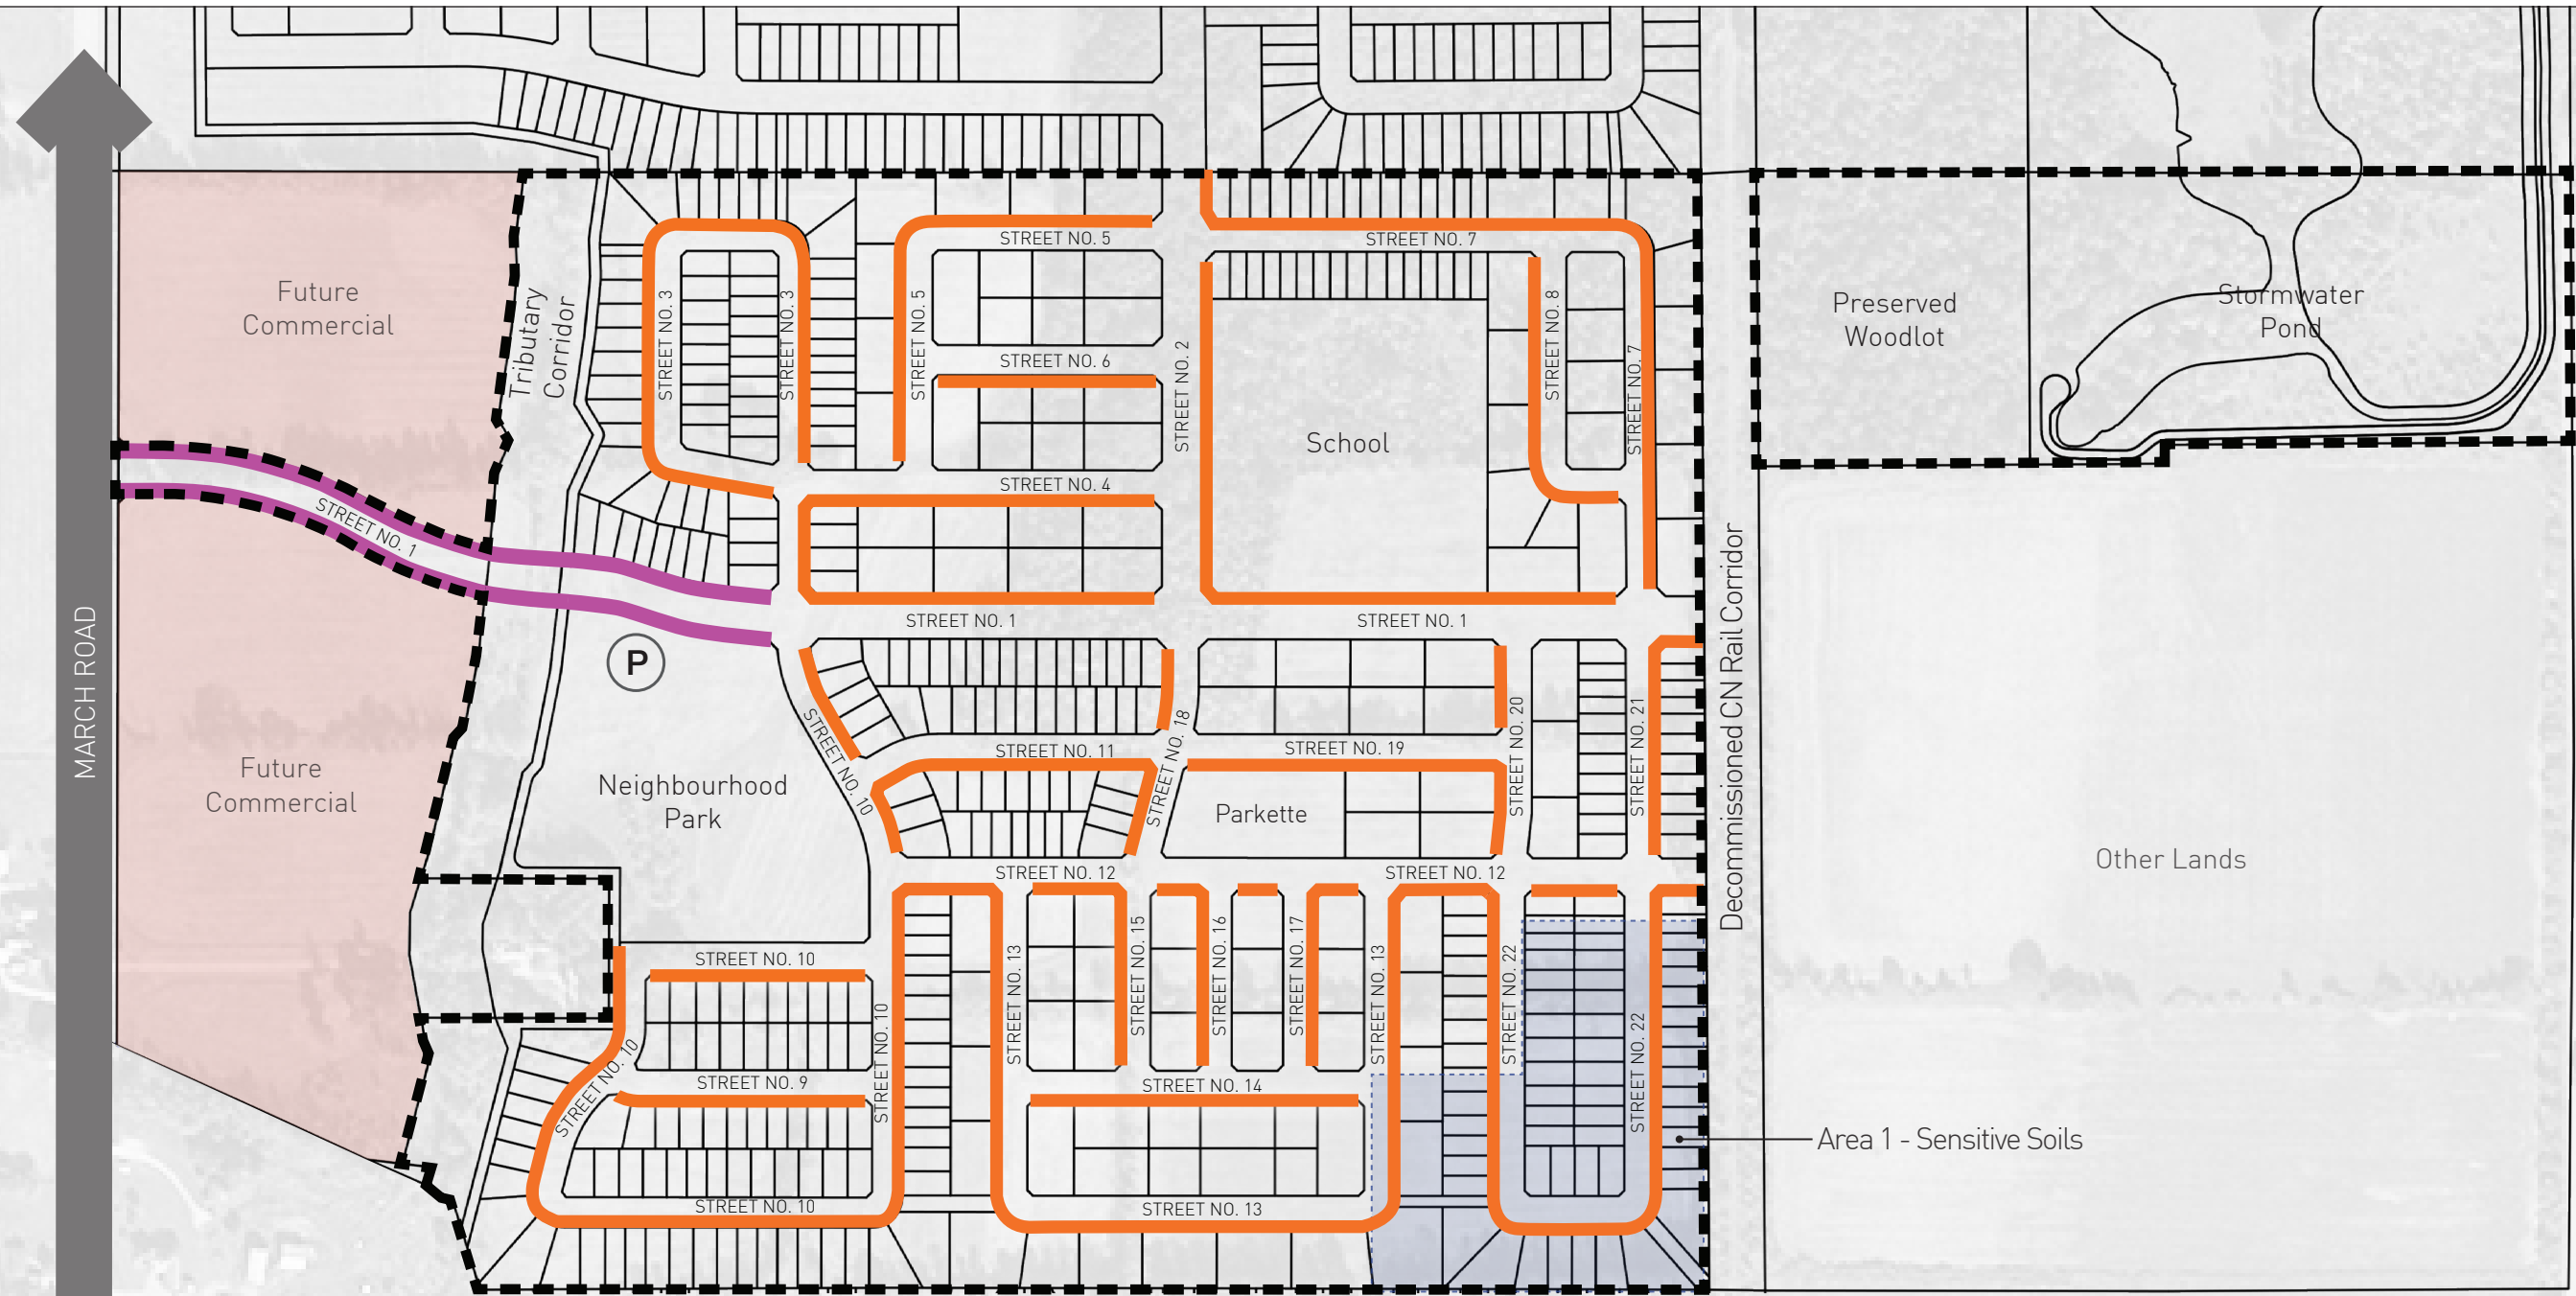 STREET NO. 5
STREET NO. 7
Future
Commercial
Tributary
Corridor
STREET NO. 3
STREET NO. 3
STREET NO. 5
STREET NO. 6
STREET NO. 2
School
STREET NO. 8
STREET NO. 7
Preserved
Woodlot
Stormwater
Pond
STREET NO. 4
STREET NO. 1
STREET NO. 1
STREET NO. 1
MARCH ROAD
P
Decommissioned CN Rail Corridor
STREET NO. 10
STREET NO. 11
STREET NO. 18
STREET NO. 19
STREET NO. 20
STREET NO. 21
Future
Commercial
Neighbourhood
Park
Parkette
Other Lands
STREET NO. 12
STREET NO. 12
STREET NO. 10
STREET NO. 10
STREET NO. 13
STREET NO. 15
STREET NO. 16
STREET NO. 17
STREET NO. 13
STREET NO. 22
STREET NO. 22
STREET NO. 10
STREET NO. 9
STREET NO. 14
Area 1 - Sensitive Soils
STREET NO. 10
STREET NO. 13